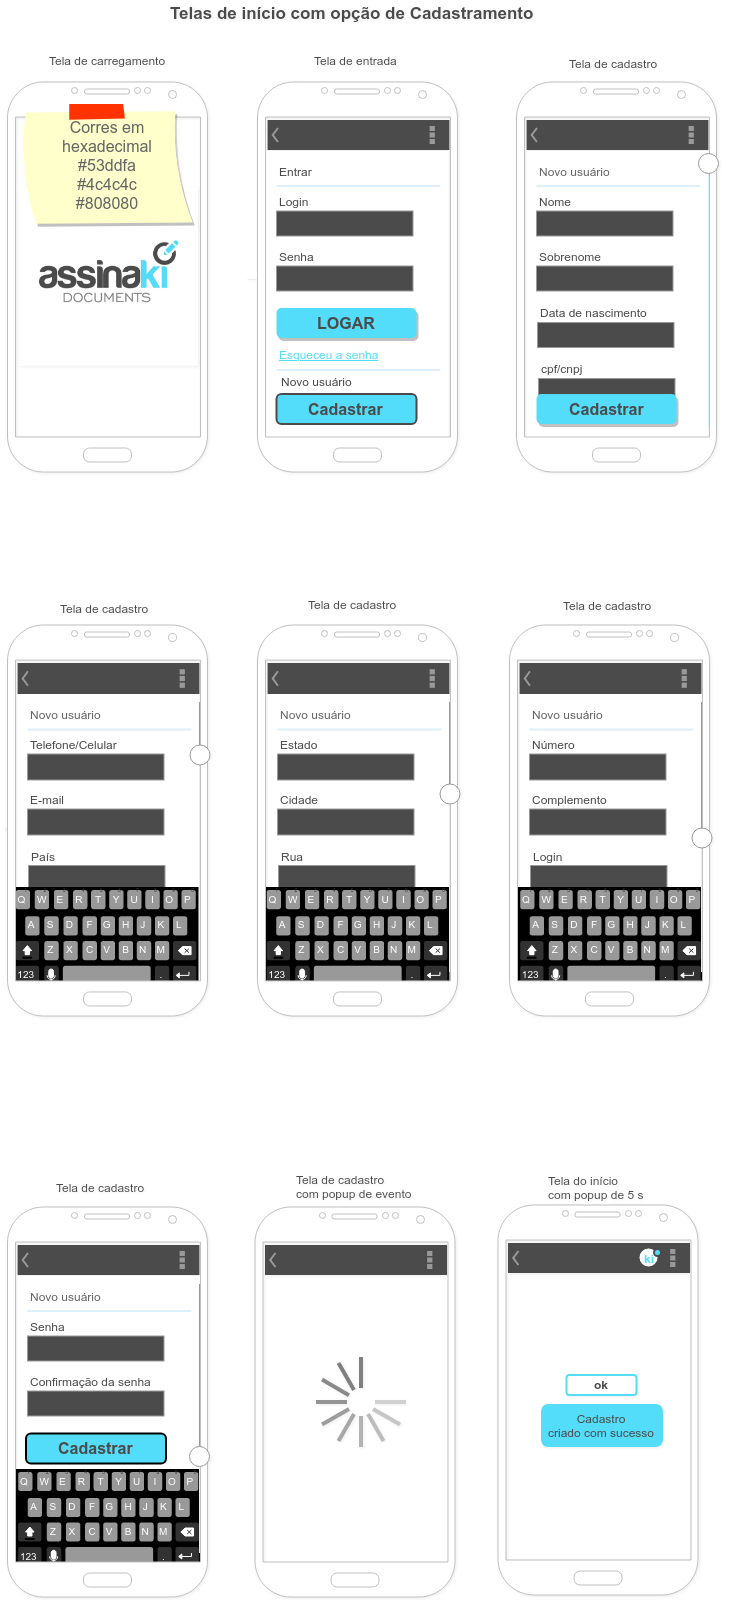 Telas de início com opção de Cadastramento
Tela de carregamento
Corres em
hexadecimal
#53ddfa
#4c4c4c
#808080
assinaki
DOCUMENTS
Tela de entrada
Entrar
Login
Senha
LOGAR
Esqueceu a senha
Novo usuário
Cadastrar
Tela de cadastro
Novo usuário
Nome
Sobrenome
Data de nascimento
cpf/cnpj
Cadastrar
Tela de cadastro
Novo usuário
Telefone/Celular
E-mail
País
Q W E R T Y U I O P
A S D F G H J K L
Z X C V B N M
123 .
Tela de cadastro
Novo usuário
Estado
Cidade
Rua
Q W E R T Y U I O P
A S D F G H J K L
Z X C V B N M
123 .
Tela de cadastro
Novo usuário
Número
Complemento
Login
Q W E R T Y U I O P
A S D F G H J K L
Z X C V B N M
123 .
Tela de cadastro
Novo usuário
Senha
Confirmação da senha
Cadastrar
Q W E R T Y U I O P
A S D F G H J K L
Z X C V B N M
123 .
Tela de cadastro
com popup de evento
Tela do início
com popup de 5 s
ki
ok
Cadastro
criado com sucesso